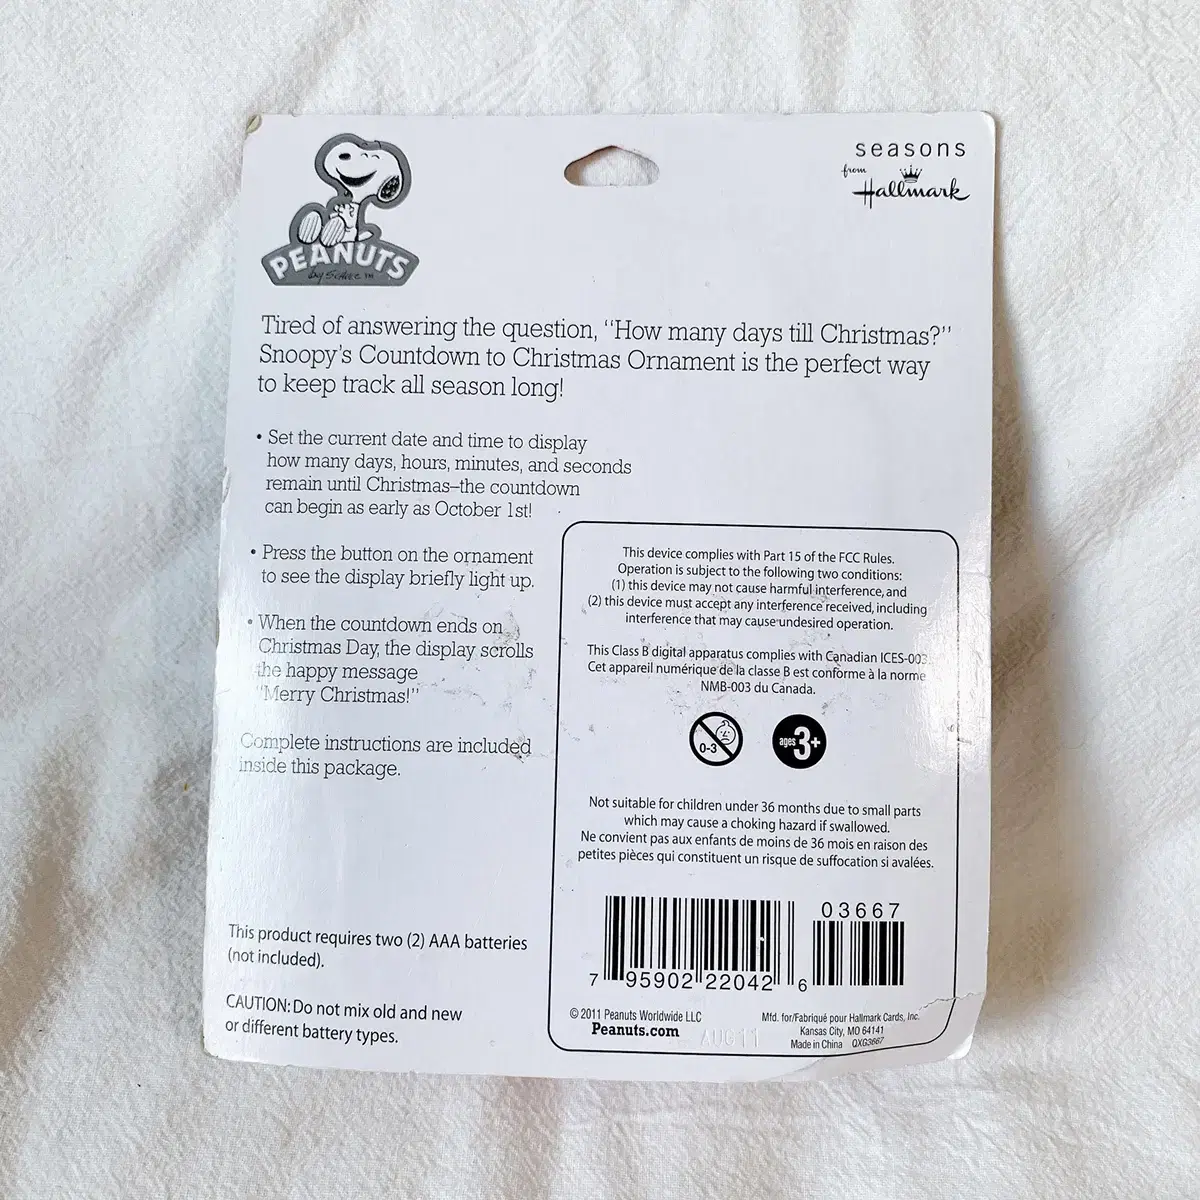 PEANUTS
by SCHULZ TM
seasons
from
Hallmark
Tired of answering the question, “How many days till Christmas?”
Snoopy’s Countdown to Christmas Ornament is the perfect way
to keep track all season long!
• Set the current date and time to display
how many days, hours, minutes, and seconds
remain until Christmas–the countdown
can begin as early as October 1st!
• Press the button on the ornament
to see the display briefly light up.
• When the countdown ends on
Christmas Day, the display scrolls
the happy message
“Merry Christmas!”
Complete instructions are included
inside this package.
This product requires two (2) AAA batteries
(not included).
CAUTION: Do not mix old and new
or different battery types.
This device complies with Part 15 of the FCC Rules.
Operation is subject to the following two conditions:
(1) this device may not cause harmful interference, and
(2) this device must accept any interference received, including
interference that may cause undesired operation.
This Class B digital apparatus complies with Canadian ICES-003.
Cet appareil numérique de la classe B est conforme à la norme
NMB-003 du Canada.
0-3
ages 3+
Not suitable for children under 36 months due to small parts
which may cause a choking hazard if swallowed.
Ne convient pas aux enfants de moins de 36 mois en raison des
petites pièces qui constituent un risque de suffocation si avalées.
03667
7 95902 22042 6
© 2011 Peanuts Worldwide LLC
Peanuts.com
AUG 11
Mfd. for/Fabriqué pour Hallmark Cards, Inc.
Kansas City, MO 64141
Made in China QXG3667